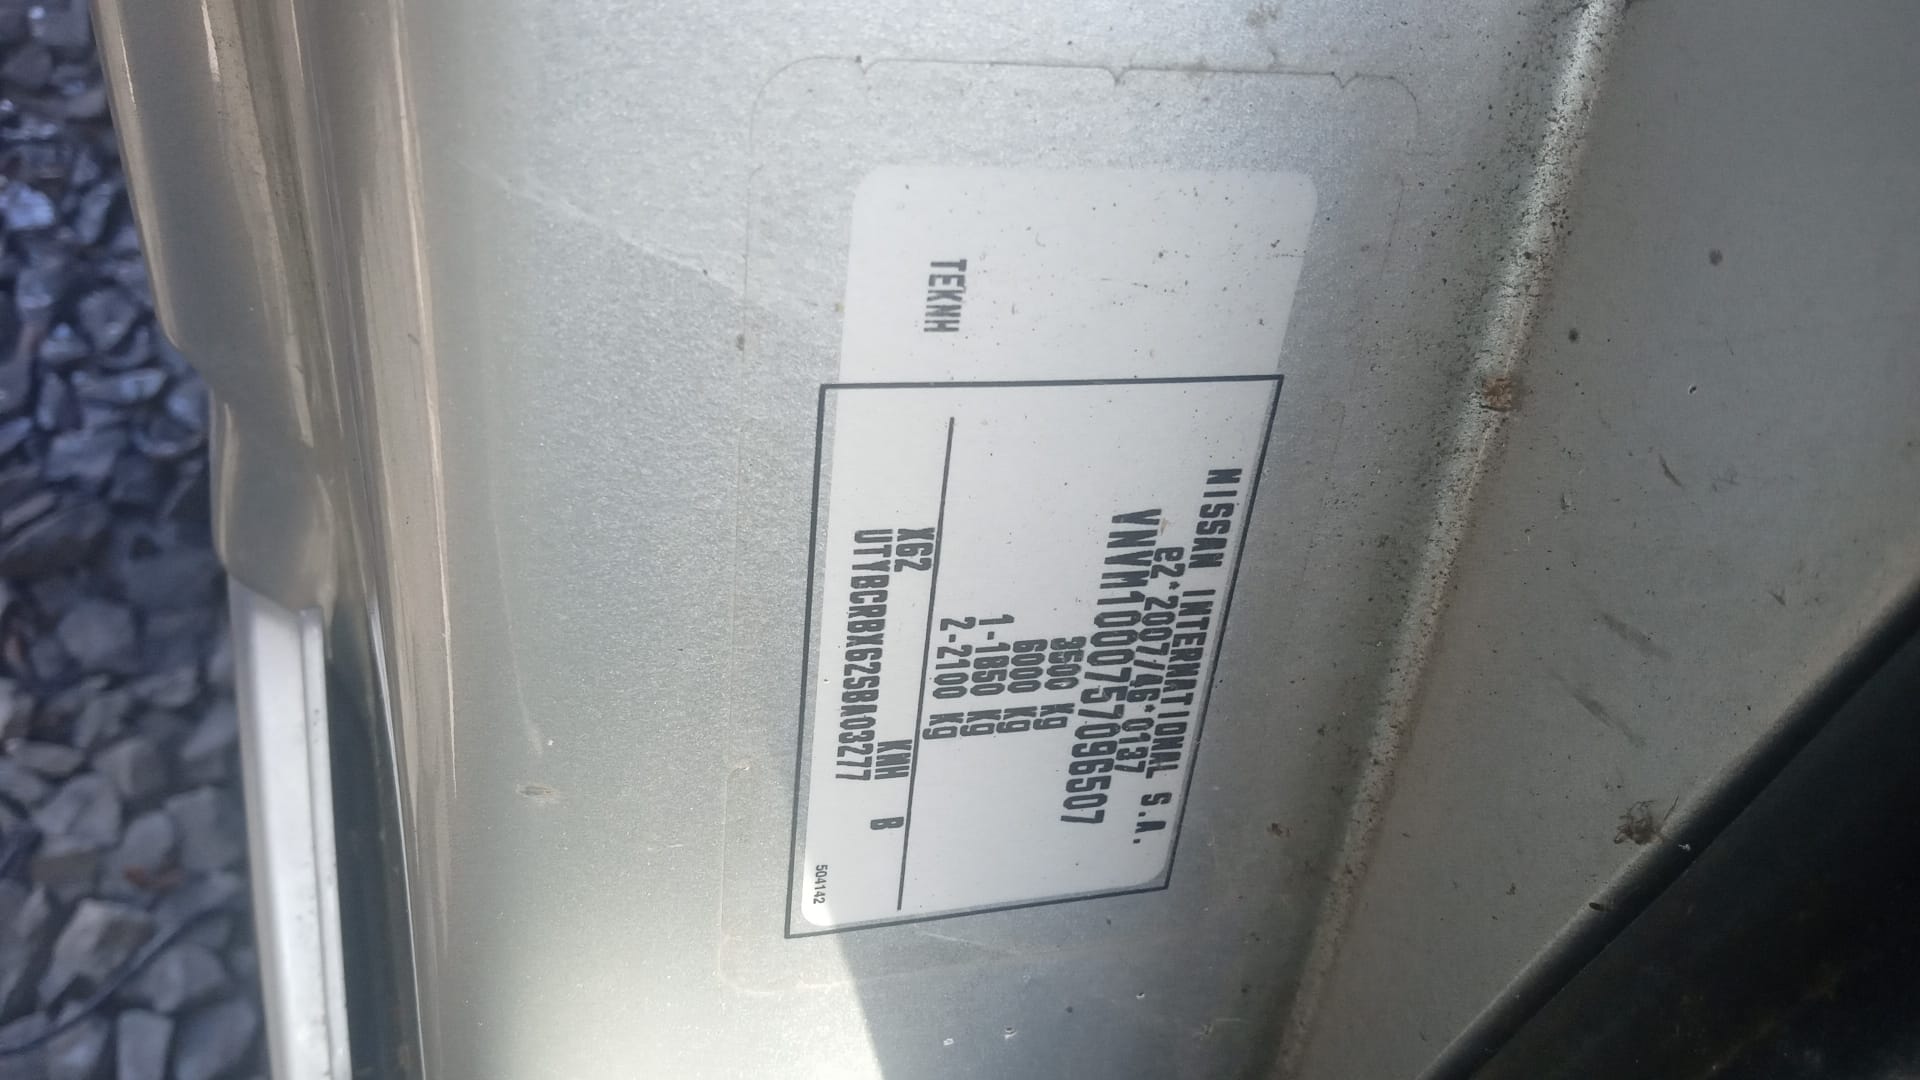 TEKNH
NISSAN INTERNATIONAL S.A.
e2*2007/46*0137
VNVM1000757096507
3500 Kg
6000 Kg
1-1850 Kg
2-2100 Kg
X62 KNH B
UTYBCRBX62SBA03277
504142